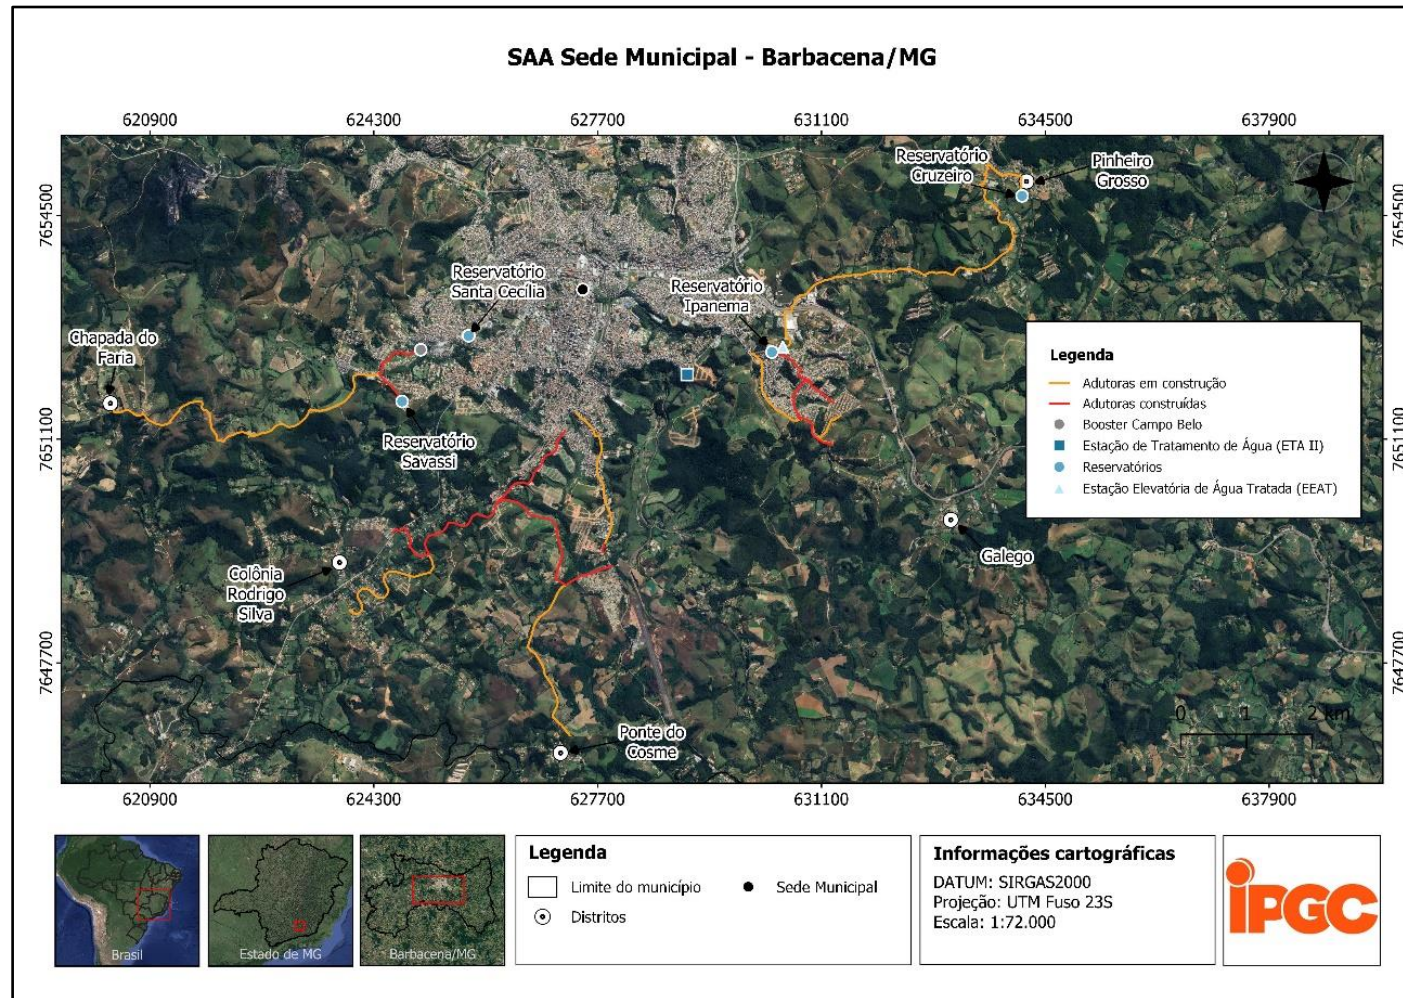 SAA Sede Municipal - Barbacena/MG
620900
624300
627700
631100
634500
637900
7654500
7651100
7647700
7654500
7651100
7647700
Reservatório
Cruzeiro
Pinheiro
Grosso
Reservatório
Santa Cecília
Reservatório
Ipanema
Chapada do
Faria
Reservatório
Savassi
Colônia
Rodrigo
Silva
Galego
Ponte do
Cosme
Legenda
Adutoras em construção
Adutoras construídas
Booster Campo Belo
Estação de Tratamento de Água (ETA II)
Reservatórios
Estação Elevatória de Água Tratada (EEAT)
0 1 2 km
620900
624300
627700
631100
634500
637900
Brasil
Estado de MG
Barbacena/MG
Legenda
Limite do município
Sede Municipal
Distritos
Informações cartográficas
DATUM: SIRGAS2000
Projeção: UTM Fuso 23S
Escala: 1:72.000
iPGC